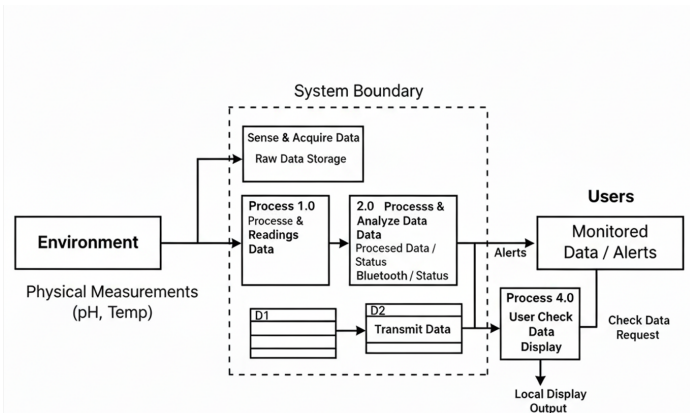 System Boundary
Sense & Acquire Data
Raw Data Storage
Environment
Physical Measurements
(pH, Temp)
Process 1.0
Processe &
Readings
Data
2.0 Processs &
Analyze Data
Data
Procesed Data /
Status
Bluetooth / Status
D1
D2
Transmit Data
Alerts
Users
Monitored
Data / Alerts
Process 4.0
User Check
Data
Display
Check Data
Request
Local Display
Output